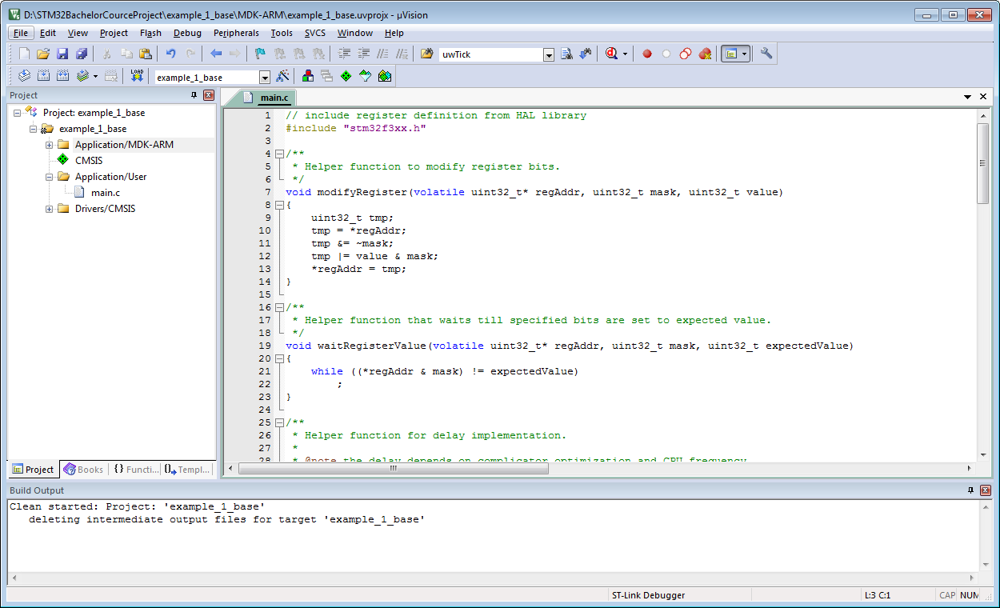 D:\STM32BachelorCourceProject\example_1_base\MDK-ARM\example_1_base.uvprojx - µVision
File Edit View Project Flash Debug Peripherals Tools SVCS Window Help
uwTick
LOAD example_1_base
Project
main.c
Project: example_1_base
example_1_base
Application/MDK-ARM
CMSIS
Application/User
main.c
Drivers/CMSIS
1 // include register definition from HAL library
2 #include "stm32f3xx.h"
3
4 /**
5 * Helper function to modify register bits.
6 */
7 void modifyRegister(volatile uint32_t* regAddr, uint32_t mask, uint32_t value)
8 {
9 uint32_t tmp;
10 tmp = *regAddr;
11 tmp &= ~mask;
12 tmp |= value & mask;
13 *regAddr = tmp;
14 }
15
16 /**
17 * Helper function that waits till specified bits are set to expected value.
18 */
19 void waitRegisterValue(volatile uint32_t* regAddr, uint32_t mask, uint32_t expectedValue)
20 {
21 while ((*regAddr & mask) != expectedValue)
22 ;
23 }
24
25 /**
26 * Helper function for delay implementation.
27 *
28 * @note the delay depends on complicator optimization and CPU frequency
Project Books {} Functi... Templ...
Build Output
Clean started: Project: 'example_1_base'
deleting intermediate output files for target 'example_1_base'
ST-Link Debugger L:3 C:1 CAP NUM